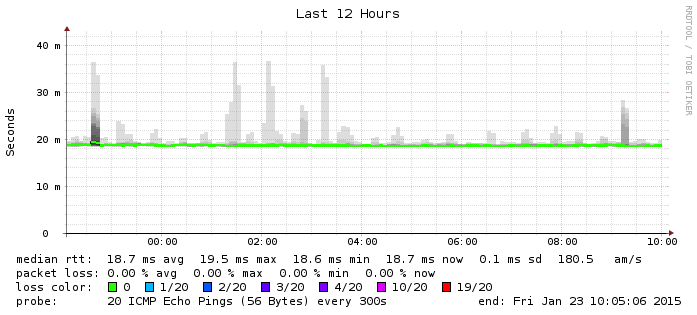 Last 12 Hours
RRDTOOL / TOBI OETIKER
Seconds
40 m
30 m
20 m
10 m
0
00:00 02:00 04:00 06:00 08:00 10:00
median rtt: 18.7 ms avg 19.5 ms max 18.6 ms min 18.7 ms now 0.1 ms sd 180.5 am/s
packet loss: 0.00 % avg 0.00 % max 0.00 % min 0.00 % now
loss color: 0 1/20 2/20 3/20 4/20 10/20 19/20
probe: 20 ICMP Echo Pings (56 Bytes) every 300s end: Fri Jan 23 10:05:06 2015